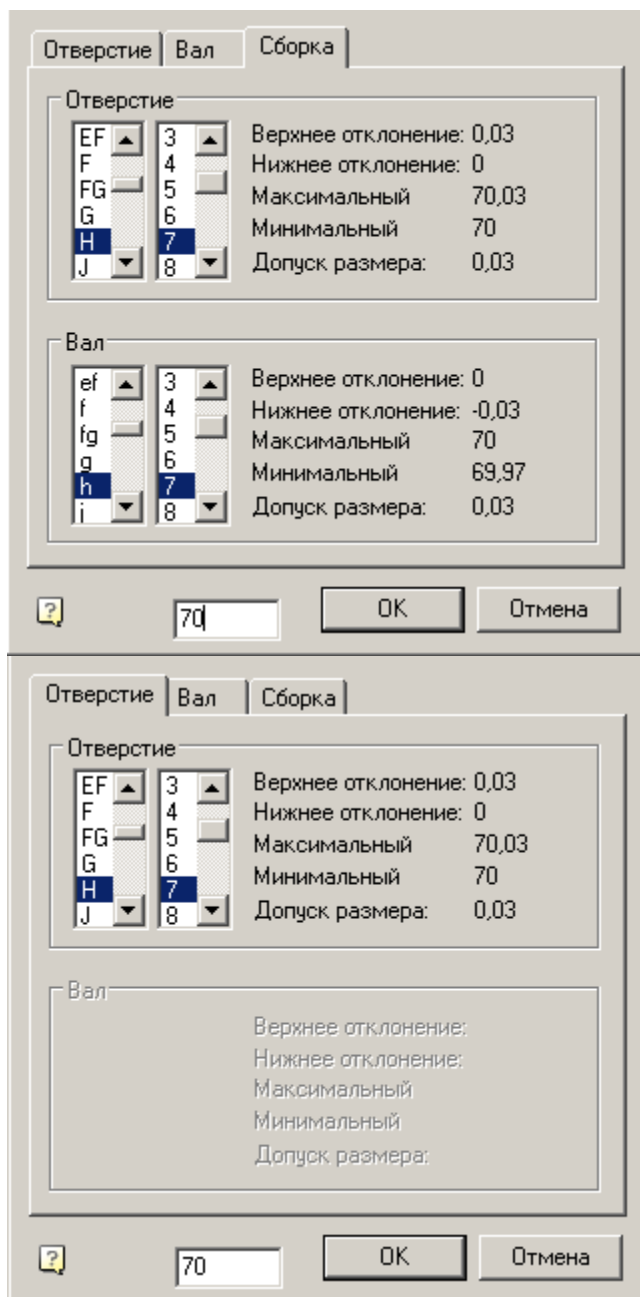 Отверстие Вал Сборка
Отверстие
EF 3 Верхнее отклонение: 0,03
F 4 Нижнее отклонение: 0
FG 5 Максимальный 70,03
G 6 Минимальный 70
H 7 Допуск размера: 0,03
J 8
Вал
ef 3 Верхнее отклонение: 0
f 4 Нижнее отклонение: -0,03
fg 5 Максимальный 70
g 6 Минимальный 69,97
h 7 Допуск размера: 0,03
j 8
70 OK Отмена
Отверстие Вал Сборка
Отверстие
EF 3 Верхнее отклонение: 0,03
F 4 Нижнее отклонение: 0
FG 5 Максимальный 70,03
G 6 Минимальный 70
H 7 Допуск размера: 0,03
J 8
Вал
Верхнее отклонение:
Нижнее отклонение:
Максимальный
Минимальный
Допуск размера:
70 OK Отмена